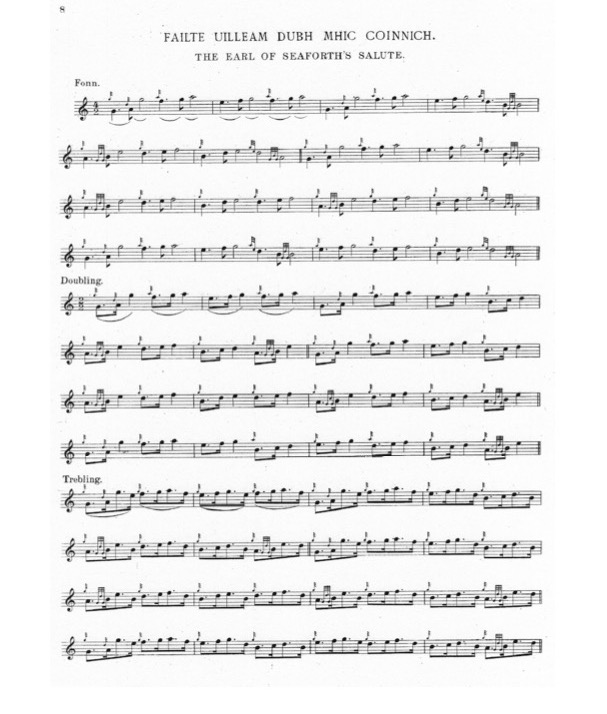 8
FAILTE UILLEAM DUBH MHIC COINNICH.
THE EARL OF SEAFORTH'S SALUTE.
Fonn.
Doubling.
Trebling.